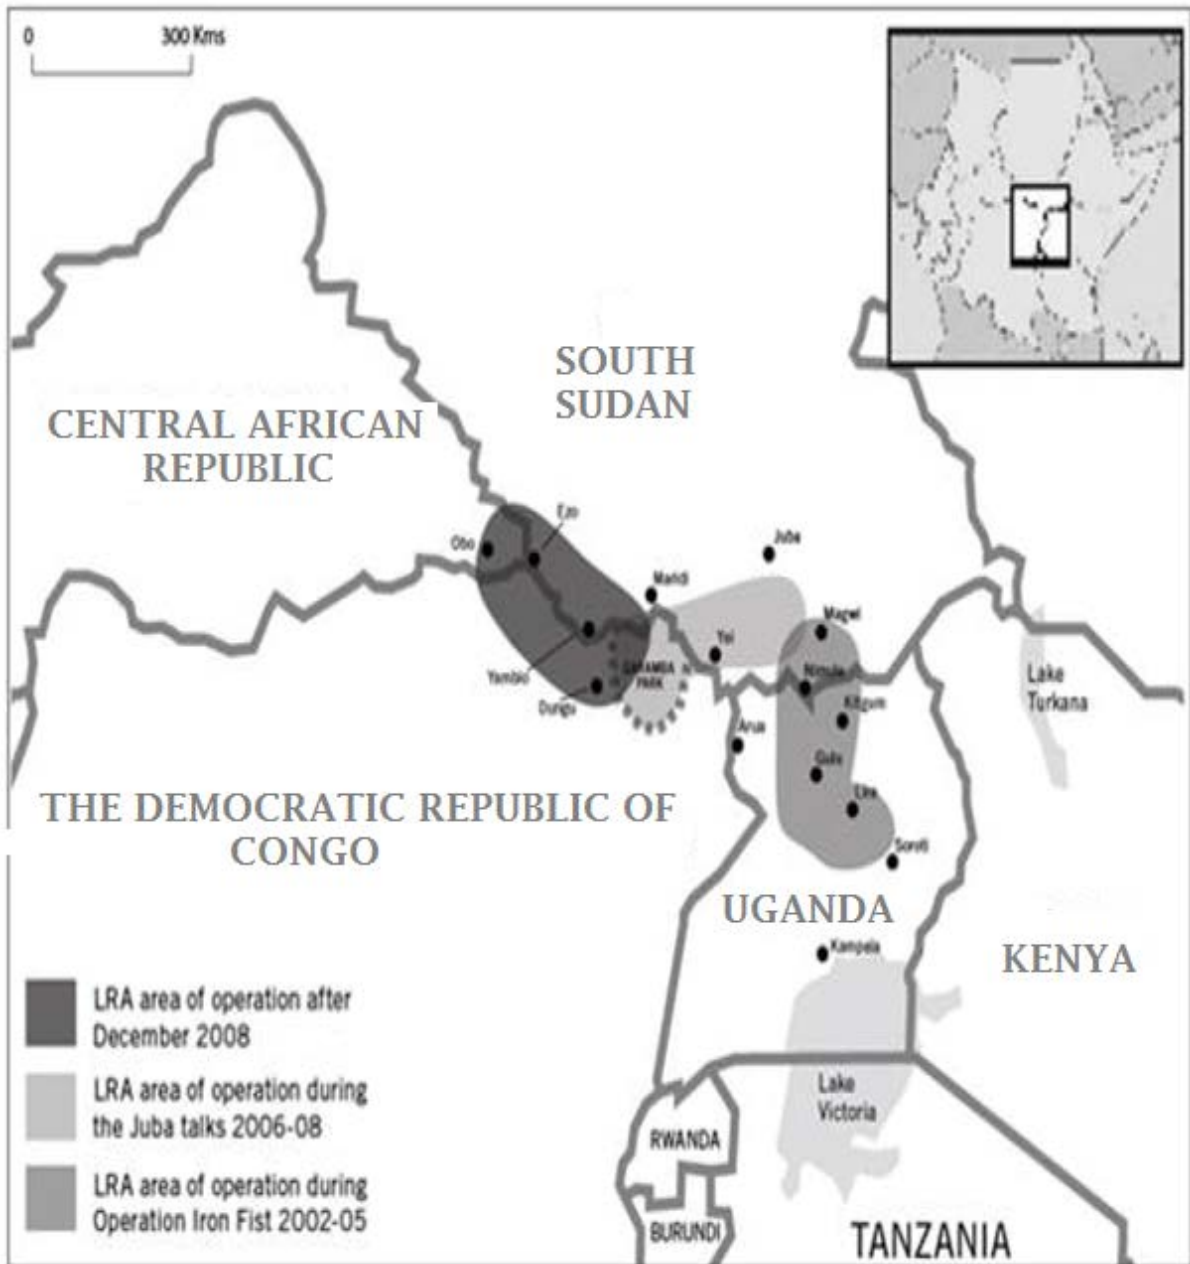 0 300 Kms
SOUTH
SUDAN
CENTRAL AFRICAN
REPUBLIC
Ezo
Obo
Juba
Maridi
Magwi
Yei
Nimule
GARAMBA
PARK
Yambio
Dungu
Kitgum
Arua
Gulu
Lira
Soroti
Lake
Turkana
THE DEMOCRATIC REPUBLIC OF
CONGO
UGANDA
Kampala
KENYA
LRA area of operation after
December 2008
LRA area of operation during
the Juba talks 2006-08
LRA area of operation during
Operation Iron Fist 2002-05
Lake
Victoria
RWANDA
BURUNDI
TANZANIA